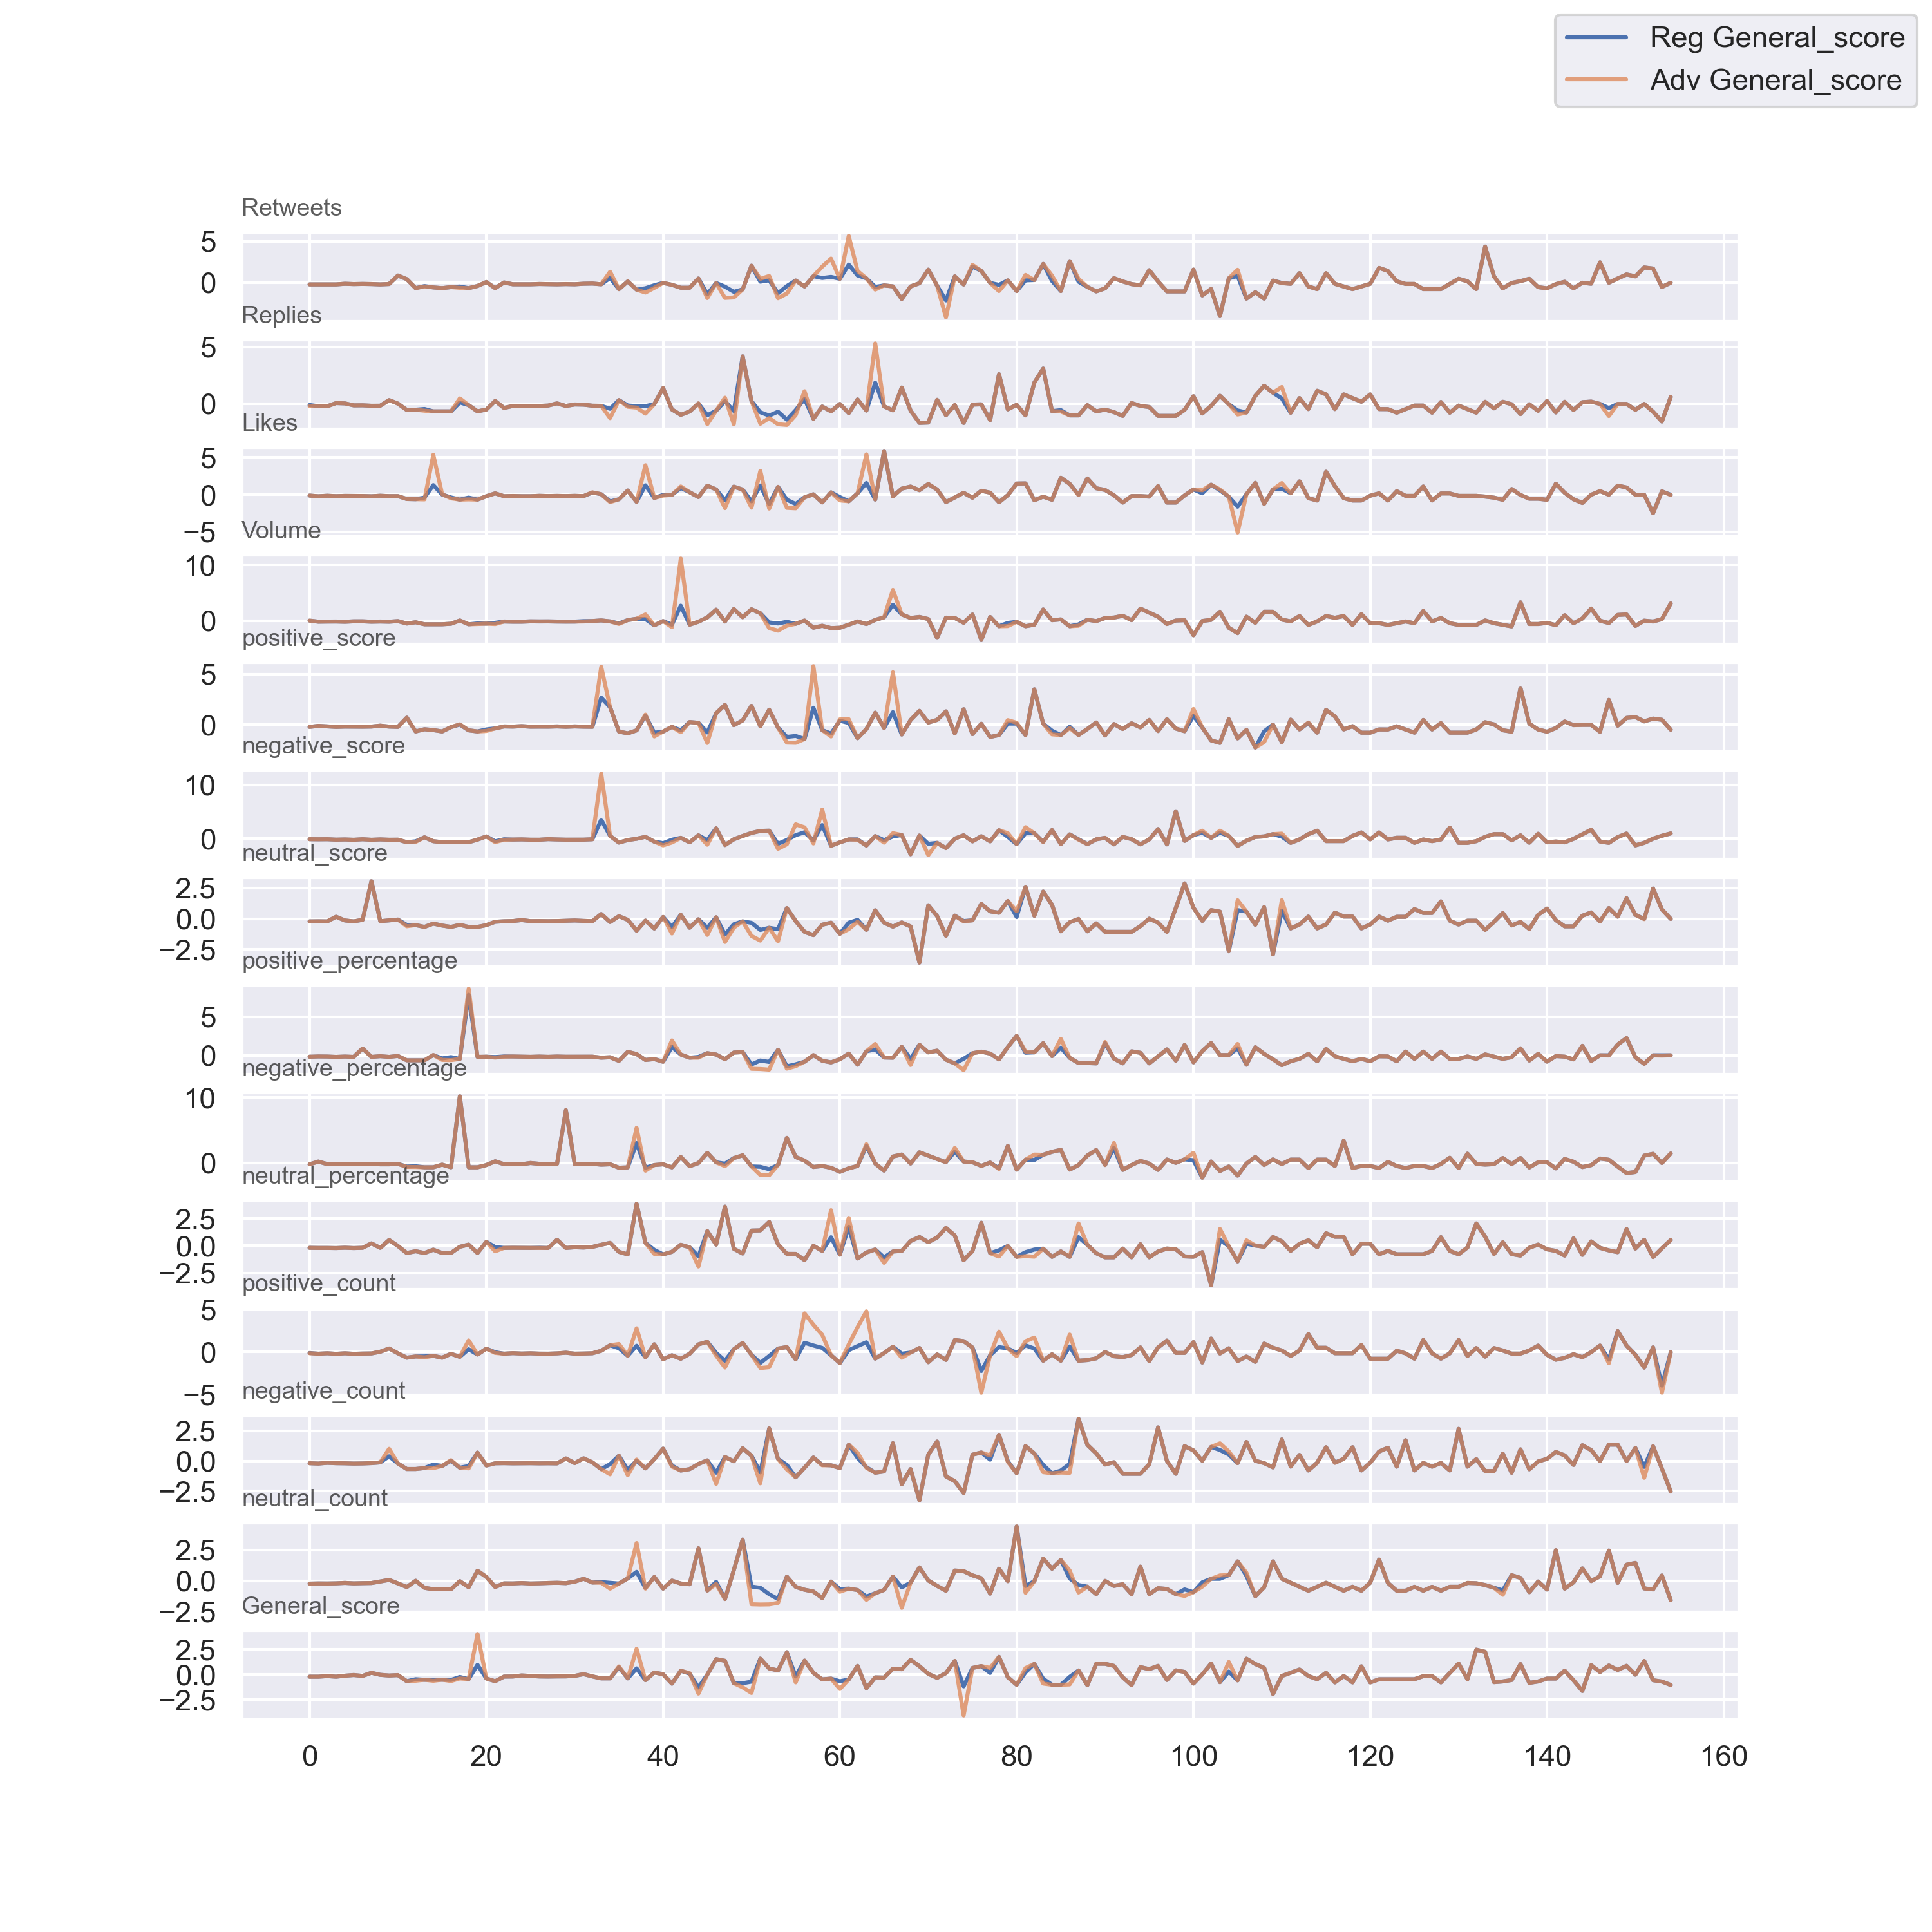 Reg General_score
Adv General_score
Retweets
5
0
Replies
5
0
Likes
5
0
−5
Volume
10
0
positive_score
5
0
negative_score
10
0
neutral_score
2.5
0.0
−2.5
positive_percentage
5
0
negative_percentage
10
0
neutral_percentage
2.5
0.0
−2.5
positive_count
5
0
−5
negative_count
2.5
0.0
−2.5
neutral_count
2.5
0.0
−2.5
General_score
2.5
0.0
−2.5
0 20 40 60 80 100 120 140 160